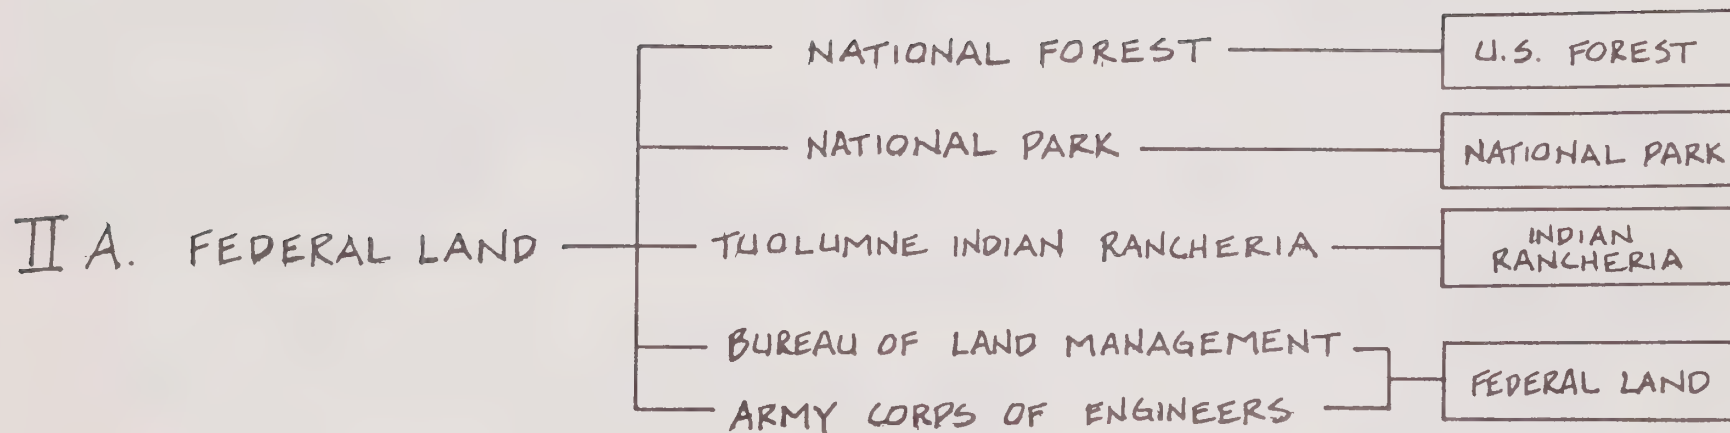 NATIONAL FOREST U.S. FOREST
NATIONAL PARK NATIONAL PARK
II A. FEDERAL LAND TUOLUMNE INDIAN RANCHERIA INDIAN
RANCHERIA
BUREAU OF LAND MANAGEMENT
FEDERAL LAND
ARMY CORPS OF ENGINEERS